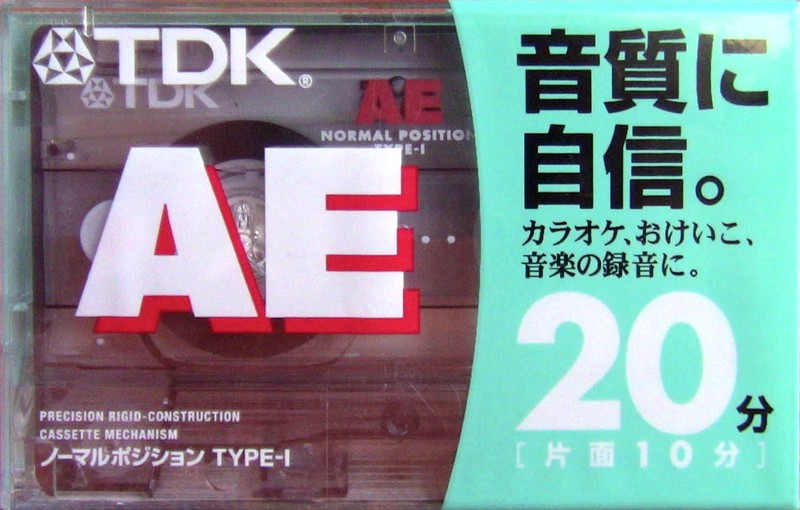 TDK®
TDK
AE
NORMAL POSITION
TYPE-I
AE
PRECISION RIGID-CONSTRUCTION
CASSETTE MECHANISM
ノーマルポジション TYPE-I
音質に
自信。
カラオケ、おけいこ、
音楽の録音に。
20分
[片面10分]